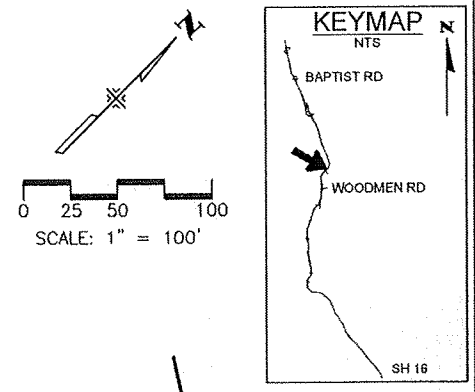 N
0 25 50 100
SCALE: 1" = 100'
KEYMAP
NTS
N
BAPTIST RD
WOODMEN RD
SH 16